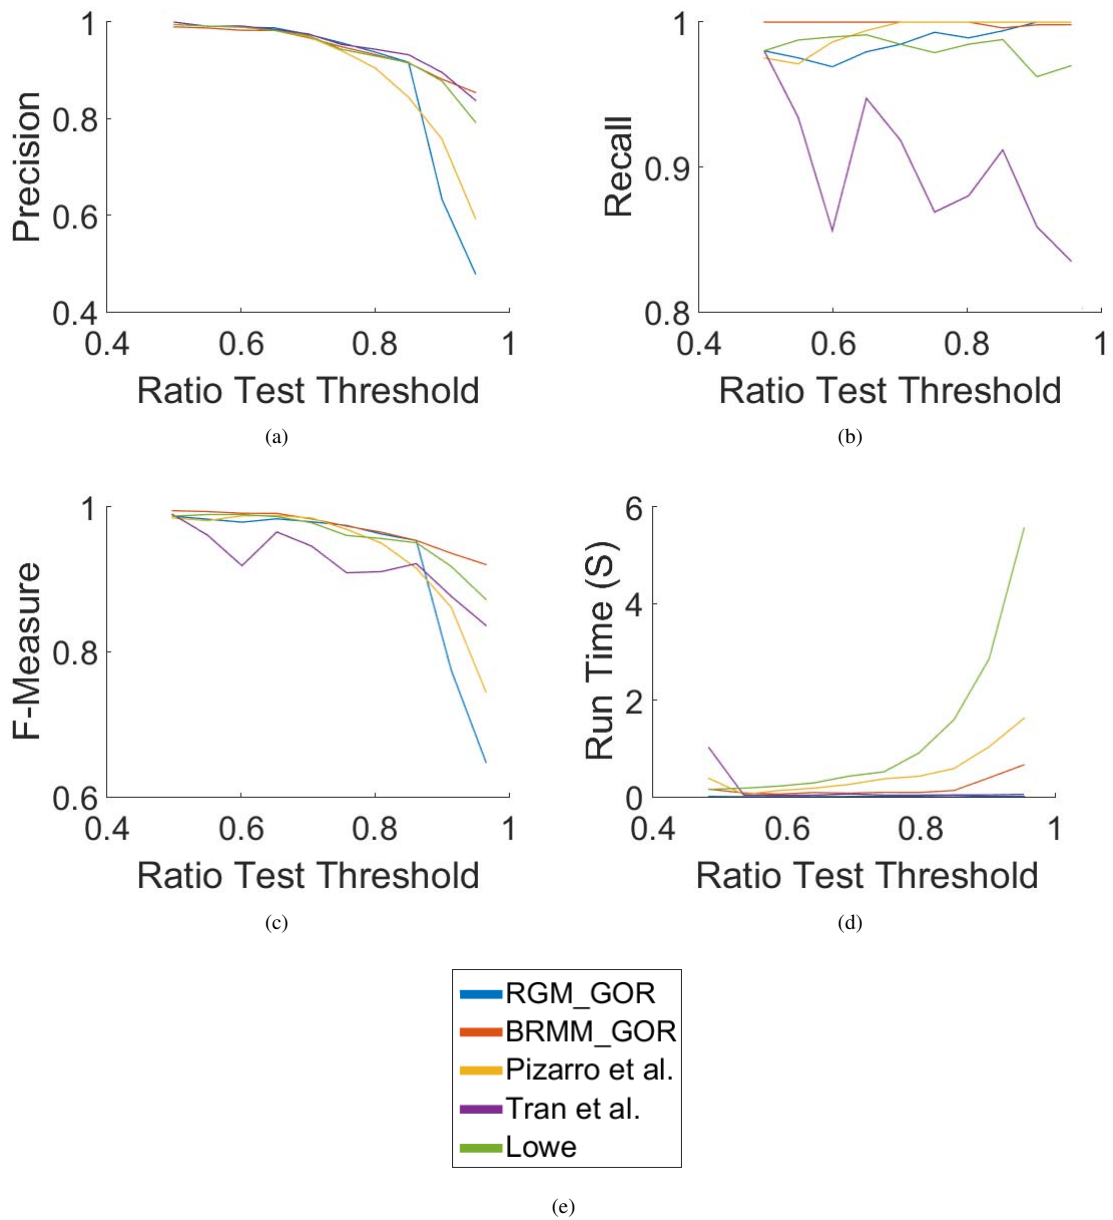 1
0.8
0.6
0.4
0.4 0.6 0.8 1
Precision
Ratio Test Threshold
(a)
1
0.9
0.8
0.4 0.6 0.8 1
Recall
Ratio Test Threshold
(b)
1
0.8
0.6
0.4 0.6 0.8 1
F-Measure
Ratio Test Threshold
(c)
6
4
2
0
0.4 0.6 0.8 1
Run Time (S)
Ratio Test Threshold
(d)
RGM_GOR
BRMM_GOR
Pizarro et al.
Tran et al.
Lowe
(e)